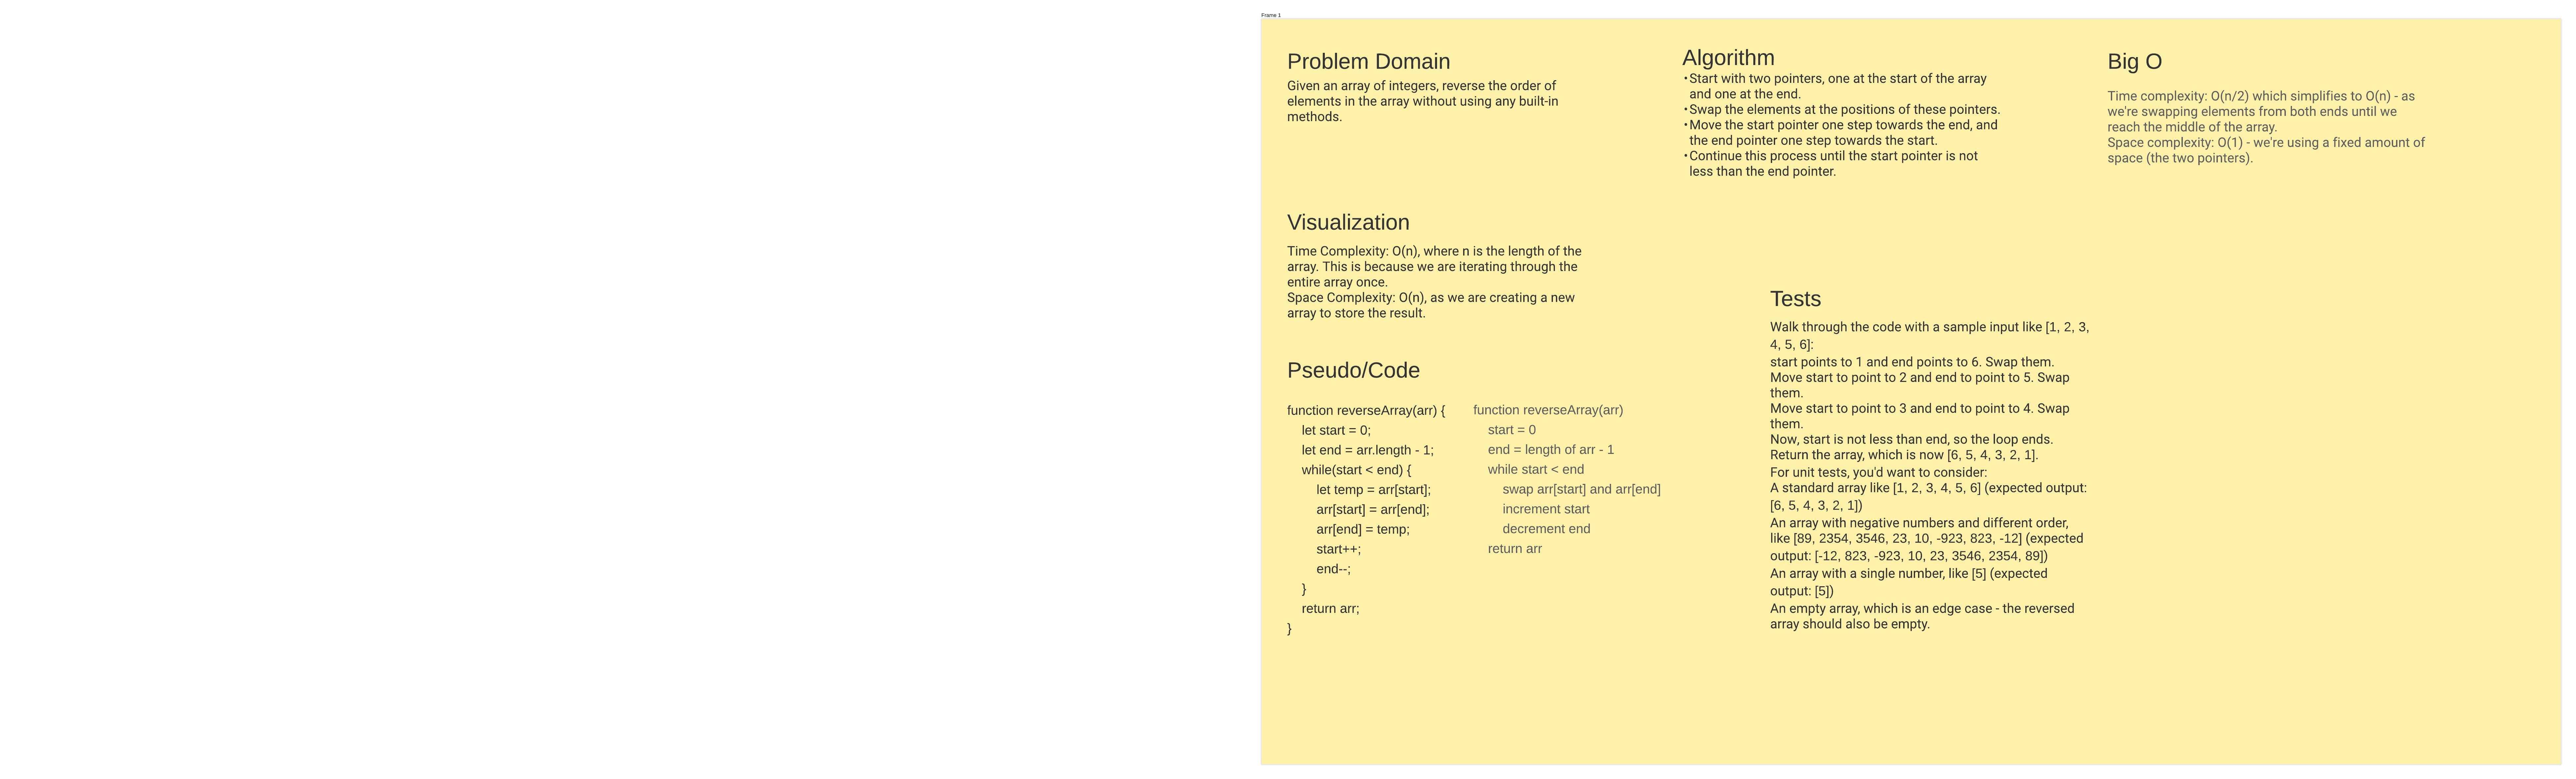 Frame 1
Problem Domain
Given an array of integers, reverse the order of
elements in the array without using any built-in
methods.
Visualization
Time Complexity: O(n), where n is the length of the
array. This is because we are iterating through the
entire array once.
Space Complexity: O(n), as we are creating a new
array to store the result.
Pseudo/Code
function reverseArray(arr) {
let start = 0;
let end = arr.length - 1;
while(start < end) {
let temp = arr[start];
arr[start] = arr[end];
arr[end] = temp;
start++;
end--;
}
return arr;
}
function reverseArray(arr)
start = 0
end = length of arr - 1
while start < end
swap arr[start] and arr[end]
increment start
decrement end
return arr
Algorithm
•Start with two pointers, one at the start of the array
and one at the end.
•Swap the elements at the positions of these pointers.
•Move the start pointer one step towards the end, and
the end pointer one step towards the start.
•Continue this process until the start pointer is not
less than the end pointer.
Tests
Walk through the code with a sample input like [1, 2, 3,
4, 5, 6]:
start points to 1 and end points to 6. Swap them.
Move start to point to 2 and end to point to 5. Swap
them.
Move start to point to 3 and end to point to 4. Swap
them.
Now, start is not less than end, so the loop ends.
Return the array, which is now [6, 5, 4, 3, 2, 1].
For unit tests, you'd want to consider:
A standard array like [1, 2, 3, 4, 5, 6] (expected output:
[6, 5, 4, 3, 2, 1])
An array with negative numbers and different order,
like [89, 2354, 3546, 23, 10, -923, 823, -12] (expected
output: [-12, 823, -923, 10, 23, 3546, 2354, 89])
An array with a single number, like [5] (expected
output: [5])
An empty array, which is an edge case - the reversed
array should also be empty.
Big O
Time complexity: O(n/2) which simplifies to O(n) - as
we're swapping elements from both ends until we
reach the middle of the array.
Space complexity: O(1) - we're using a fixed amount of
space (the two pointers).